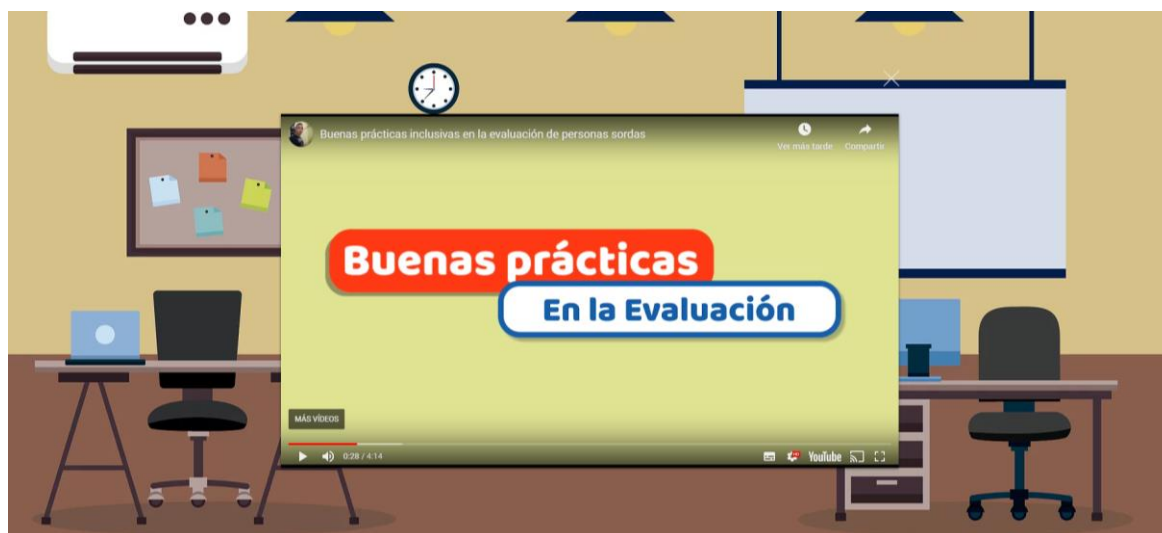 Buenas prácticas inclusivas en la evaluación de personas sordas
Ver más tarde
Compartir
Buenas prácticas
En la Evaluación
MÁS VÍDEOS
0:28 / 4:14
YouTube